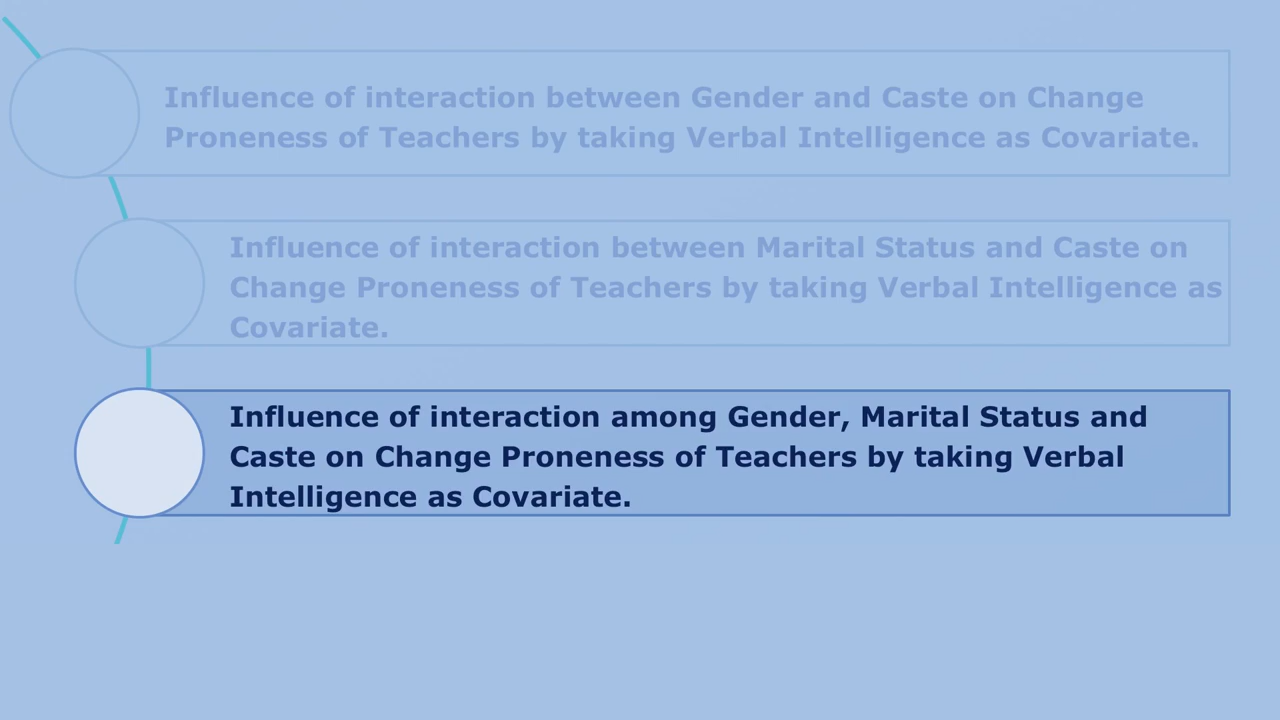 Influence of interaction between Gender and Caste on Change
Proneness of Teachers by taking Verbal Intelligence as Covariate.
Influence of interaction between Marital Status and Caste on
Change Proneness of Teachers by taking Verbal Intelligence as
Covariate.
Influence of interaction among Gender, Marital Status and
Caste on Change Proneness of Teachers by taking Verbal
Intelligence as Covariate.